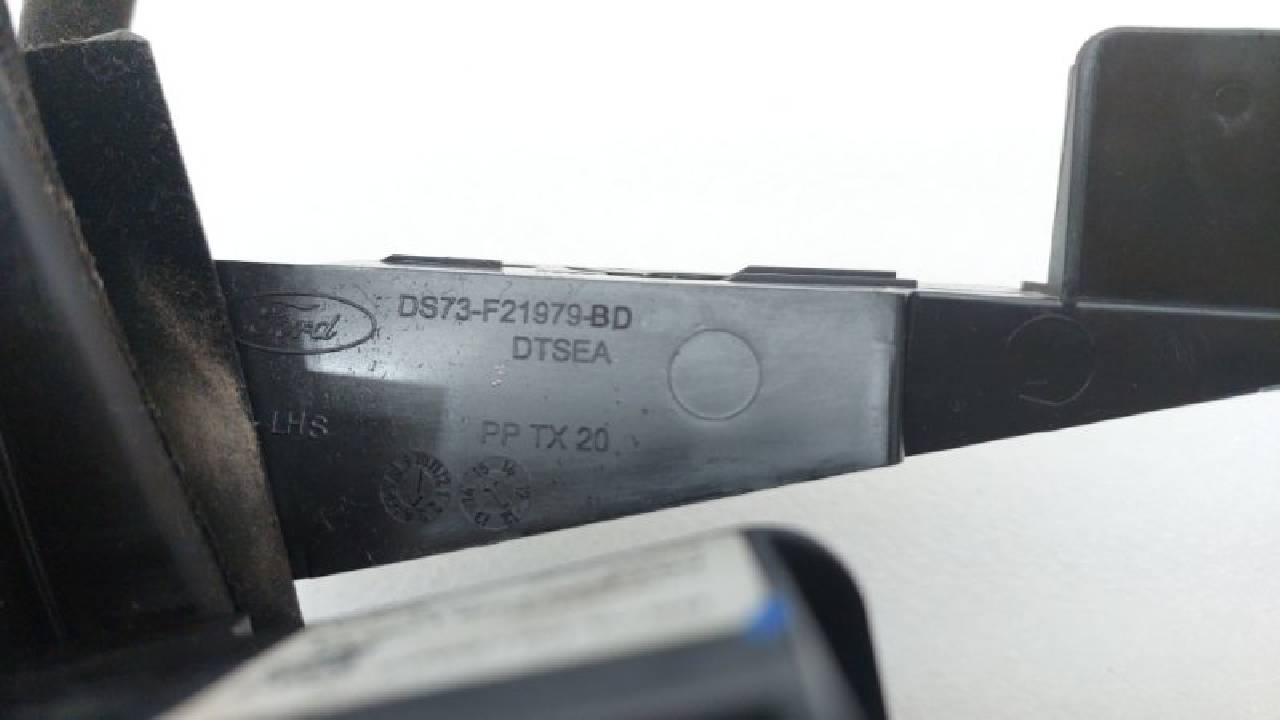 Ford
DS73-F21979-BD
DTSEA
LHS
PP TX 20